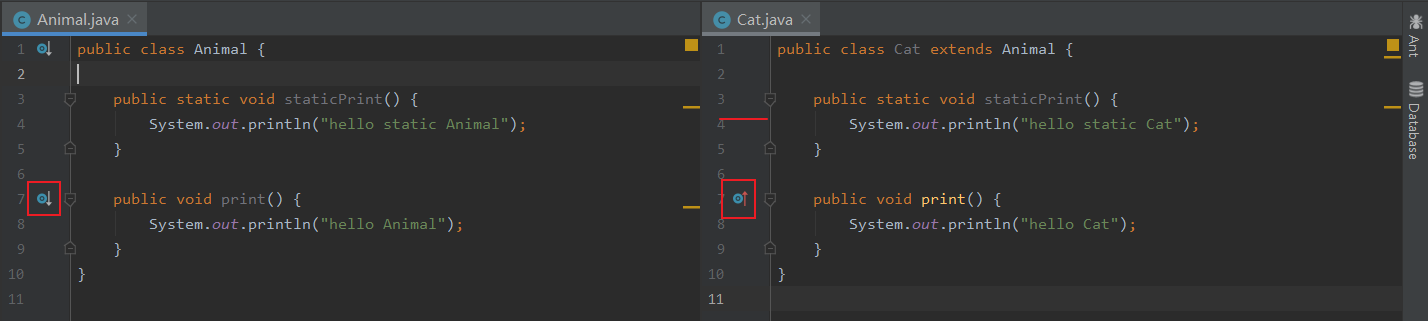 Animal.java
1 public class Animal {
2
3 public static void staticPrint() {
4 System.out.println("hello static Animal");
5 }
6
7 public void print() {
8 System.out.println("hello Animal");
9 }
10 }
11
Cat.java
1 public class Cat extends Animal {
2
3 public static void staticPrint() {
4 System.out.println("hello static Cat");
5 }
6
7 public void print() {
8 System.out.println("hello Cat");
9 }
10 }
11
Ant
Database